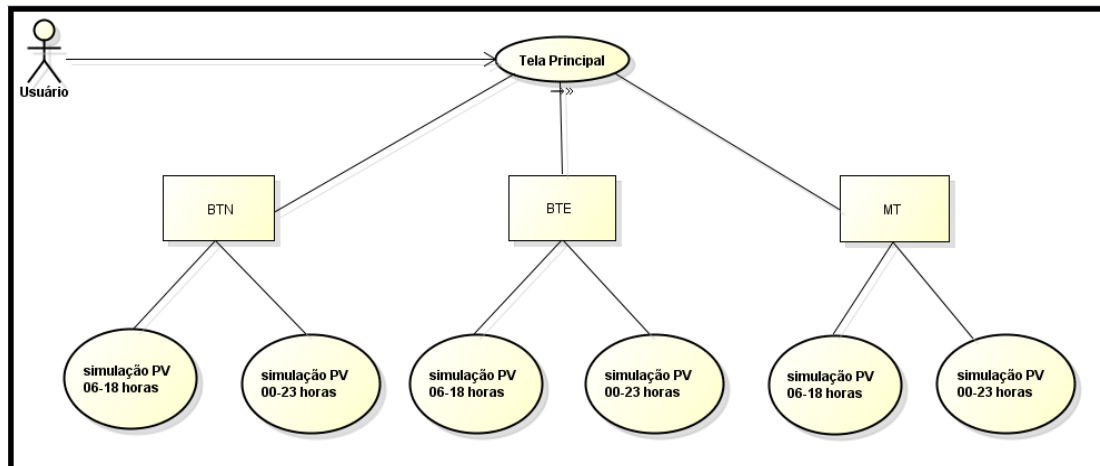 Tela Principal
Usuário
BTN
BTE
MT
simulação PV
06-18 horas
simulação PV
00-23 horas
simulação PV
06-18 horas
simulação PV
00-23 horas
simulação PV
06-18 horas
simulação PV
00-23 horas